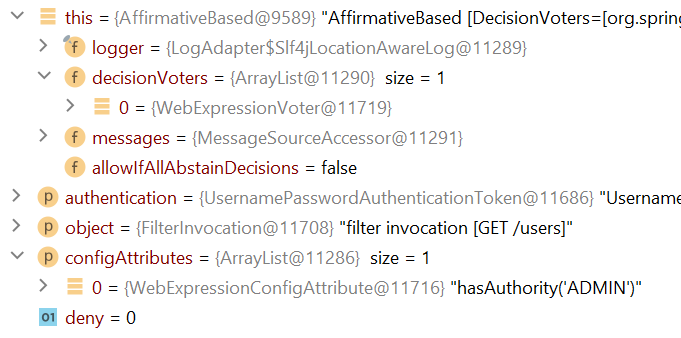 this = {AffirmativeBased@9589} "AffirmativeBased [DecisionVoters=[org.spring
f logger = {LogAdapter$Slf4jLocationAwareLog@11289}
f decisionVoters = {ArrayList@11290} size = 1
0 = {WebExpressionVoter@11719}
f messages = {MessageSourceAccessor@11291}
f allowIfAllAbstainDecisions = false
p authentication = {UsernamePasswordAuthenticationToken@11686} "Username
p object = {FilterInvocation@11708} "filter invocation [GET /users]"
p configAttributes = {ArrayList@11286} size = 1
0 = {WebExpressionConfigAttribute@11716} "hasAuthority('ADMIN')"
01 deny = 0